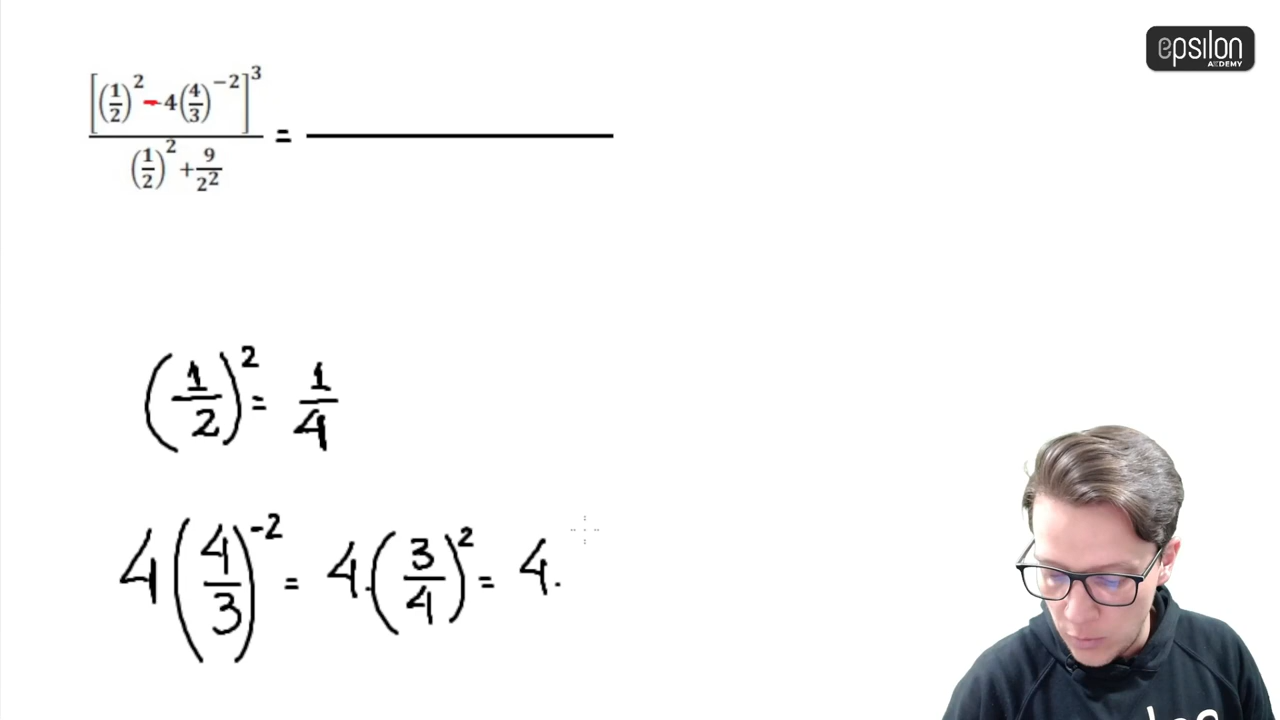 epsilon
AKDEMY
[(1/2)^2 - 4(4/3)^-2]^3 / ((1/2)^2 + 9/2^2) =
(1/2)^2 = 1/4
4(4/3)^-2 = 4.(3/4)^2 = 4.